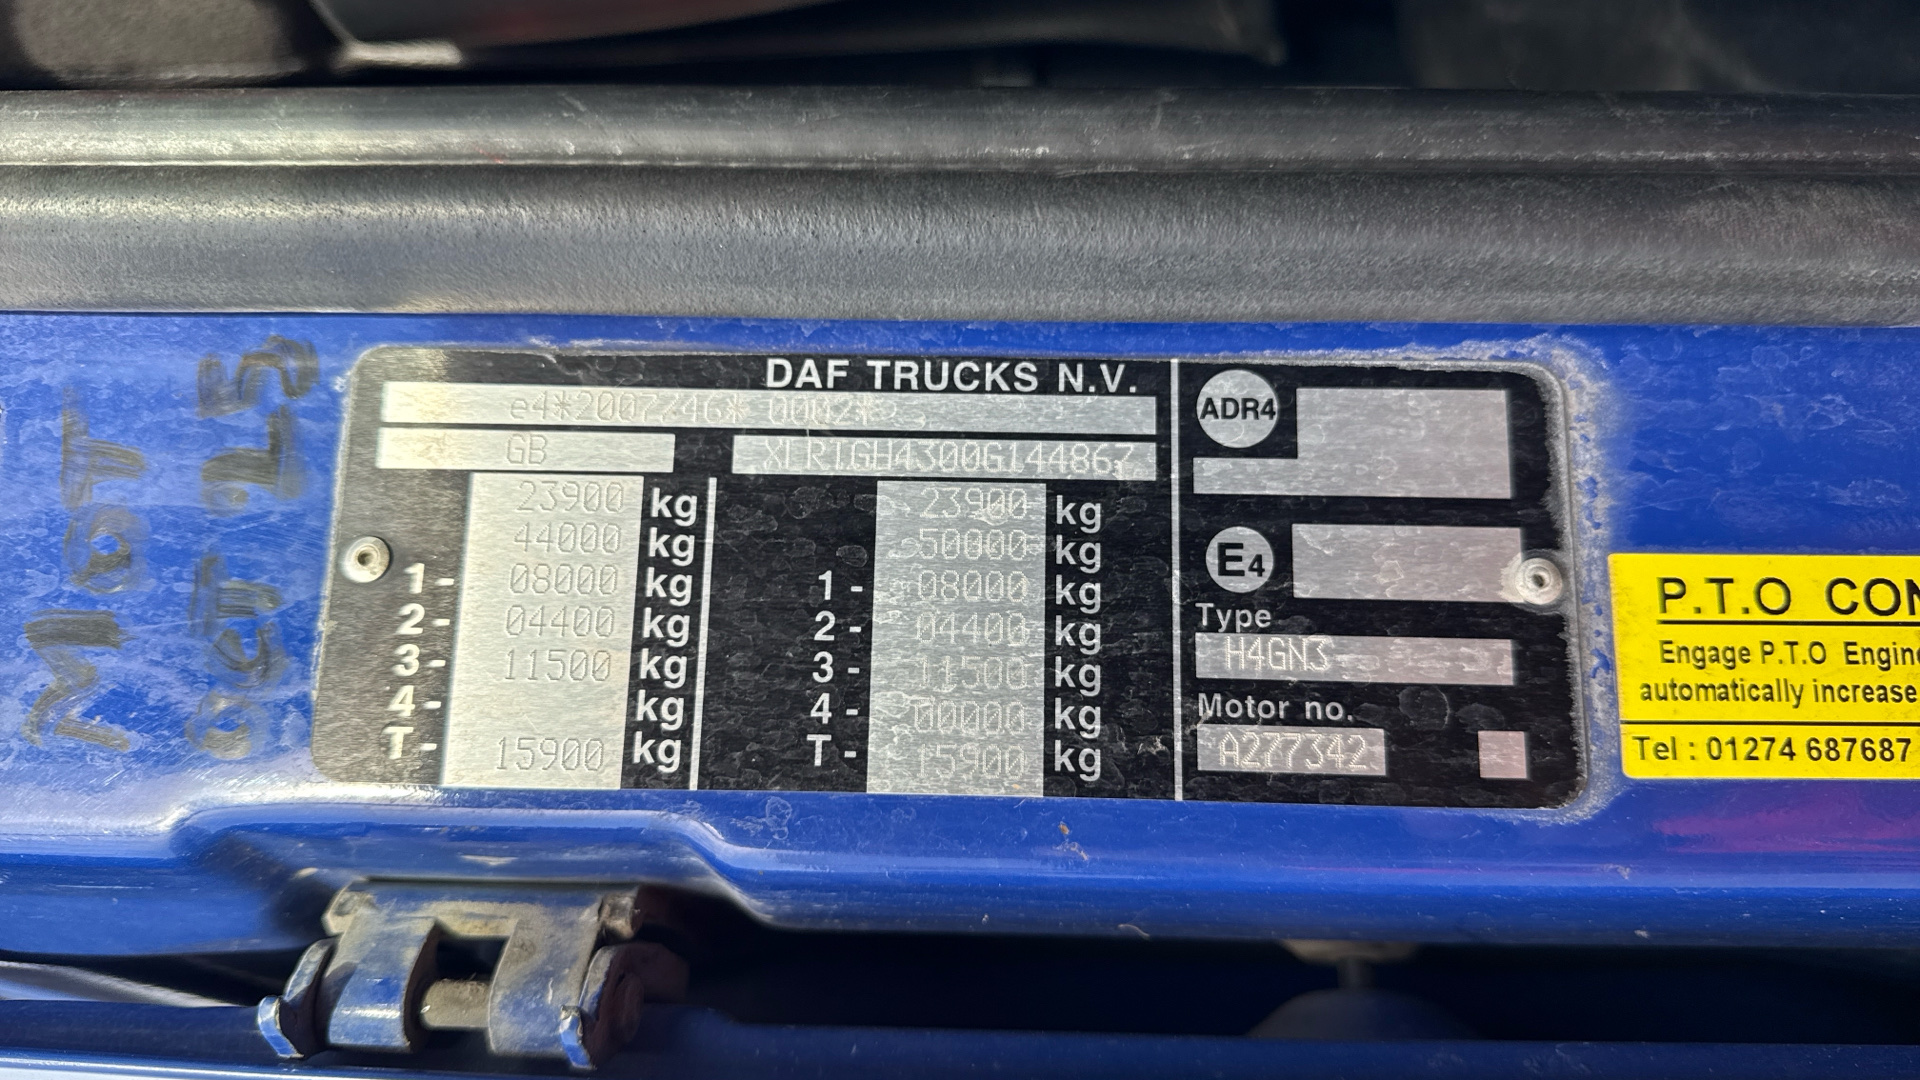 MOT
OCT 25
DAF TRUCKS N.V.
e4*2007/46* 0002*
GB
XLRTGH4300G144867
23900 kg
44000 kg
1- 08000 kg
2- 04400 kg
3- 11500 kg
4- kg
T- 15900 kg
23900 kg
50000 kg
1 - 08000 kg
2 - 04400 kg
3 - 11500 kg
4 - 00000 kg
T - 15900 kg
ADR4
E4
Type
H4GN3
Motor no.
A277342
P.T.O CON
Engage P.T.O Engine
automatically increase
Tel : 01274 687687